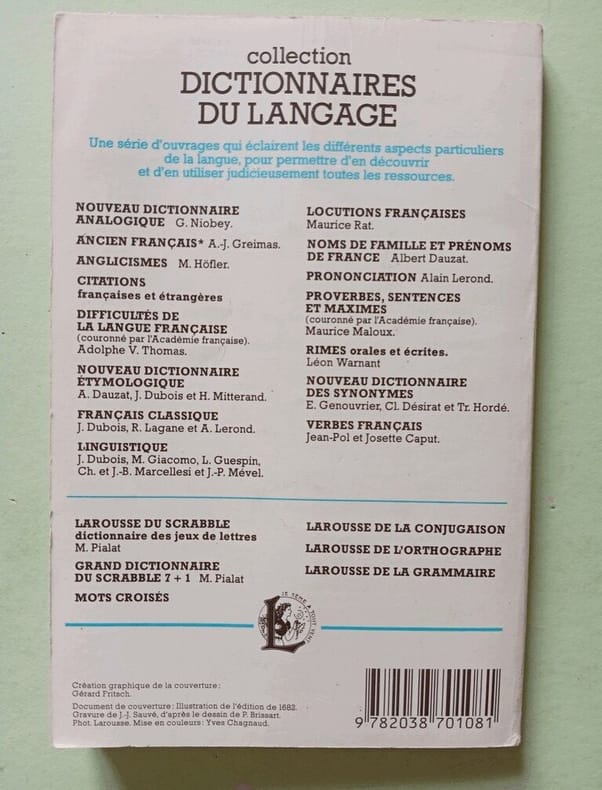 collection
DICTIONNAIRES
DU LANGAGE
Une série d'ouvrages qui éclairent les différents aspects particuliers
de la langue, pour permettre d'en découvrir
et d'en utiliser judicieusement toutes les ressources.
NOUVEAU DICTIONNAIRE
ANALOGIQUE G. Niobey.
ANCIEN FRANÇAIS* A.-J. Greimas.
ANGLICISMES M. Höfler.
CITATIONS
françaises et étrangères
DIFFICULTÉS DE
LA LANGUE FRANÇAISE
(couronné par l'Académie française).
Adolphe V. Thomas.
NOUVEAU DICTIONNAIRE
ÉTYMOLOGIQUE
A. Dauzat, J. Dubois et H. Mitterand.
FRANÇAIS CLASSIQUE
J. Dubois, R. Lagane et A. Lerond.
LINGUISTIQUE
J. Dubois, M. Giacomo, L. Guespin,
Ch. et J.-B. Marcellesi et J.-P. Mével.
LOCUTIONS FRANÇAISES
Maurice Rat.
NOMS DE FAMILLE ET PRÉNOMS
DE FRANCE Albert Dauzat.
PRONONCIATION Alain Lerond.
PROVERBES, SENTENCES
ET MAXIMES
(couronné par l'Académie française).
Maurice Maloux.
RIMES orales et écrites.
Léon Warnant
NOUVEAU DICTIONNAIRE
DES SYNONYMES
E. Genouvrier, Cl. Désirat et Tr. Hordé.
VERBES FRANÇAIS
Jean-Pol et Josette Caput.
LAROUSSE DU SCRABBLE
dictionnaire des jeux de lettres
M. Pialat
GRAND DICTIONNAIRE
DU SCRABBLE 7 + 1 M. Pialat
MOTS CROISÉS
LAROUSSE DE LA CONJUGAISON
LAROUSSE DE L'ORTHOGRAPHE
LAROUSSE DE LA GRAMMAIRE
JE SÈME À TOUT VENT
L
Création graphique de la couverture :
Gérard Fritsch.
Document de couverture : Illustration de l'édition de 1682.
Gravure de J.-J. Sauvé, d'après le dessin de P. Brissart.
Phot. Larousse. Mise en couleurs : Yves Chagnaud.
9 782038 701081